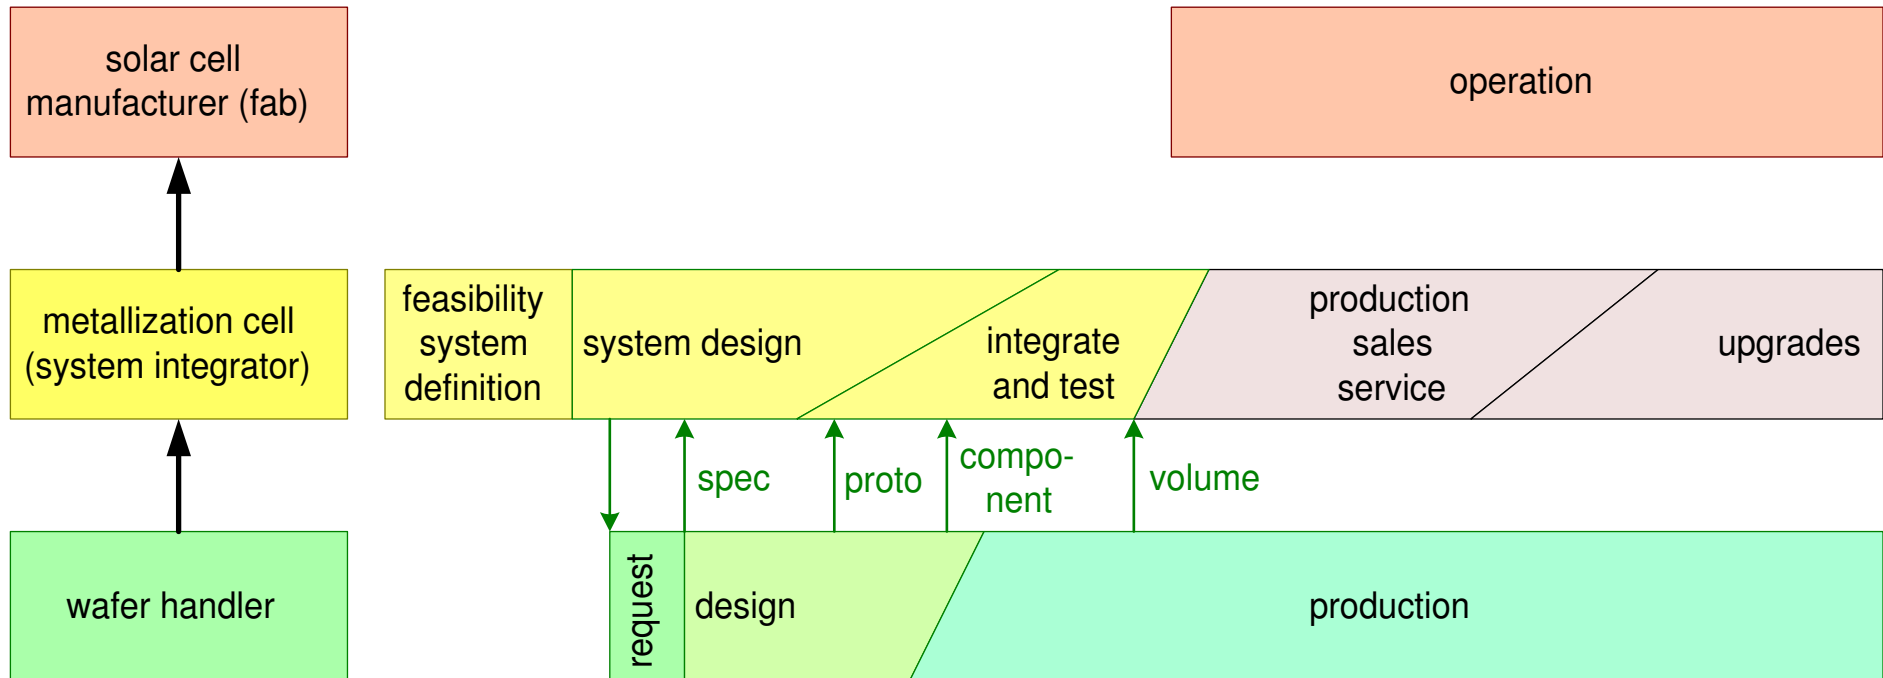 solar cell
manufacturer (fab)
operation
metallization cell
(system integrator)
feasibility
system
definition
system design
integrate
and test
production
sales
service
upgrades
spec
proto
compo-
nent
volume
wafer handler
request
design
production